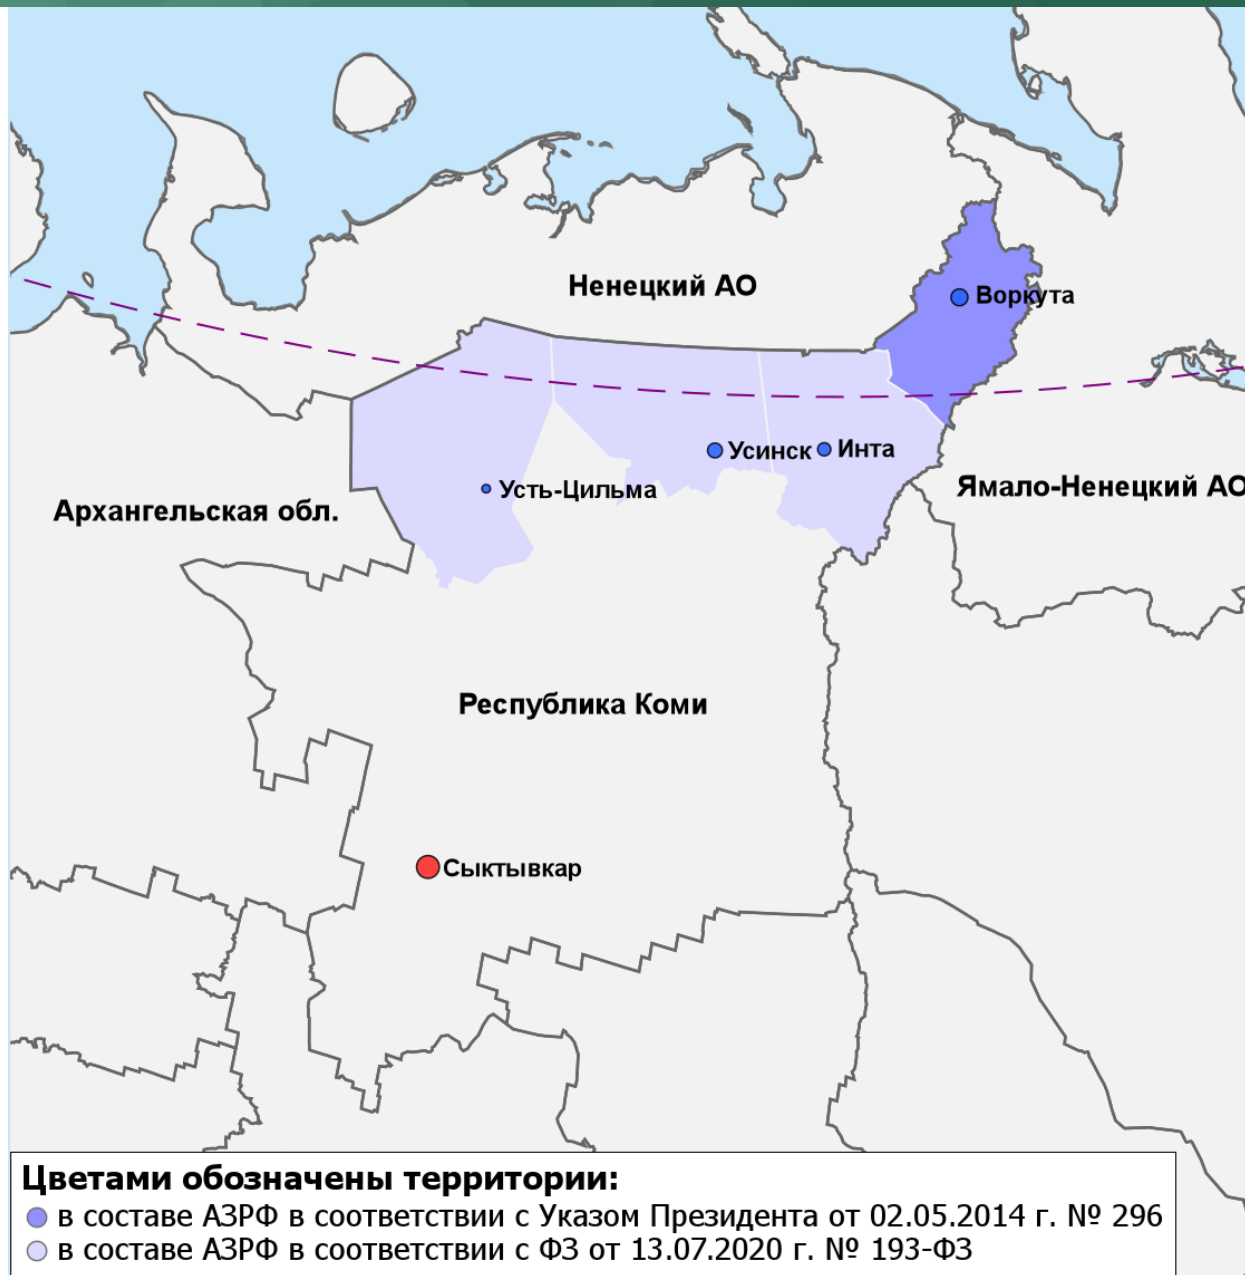 Ненецкий АО
Воркута
Усинск
Инта
Усть-Цильма
Ямало-Ненецкий АО
Архангельская обл.
Республика Коми
Сыктывкар
Цветами обозначены территории:
в составе АЗРФ в соответствии с Указом Президента от 02.05.2014 г. № 296
в составе АЗРФ в соответствии с ФЗ от 13.07.2020 г. № 193-ФЗ